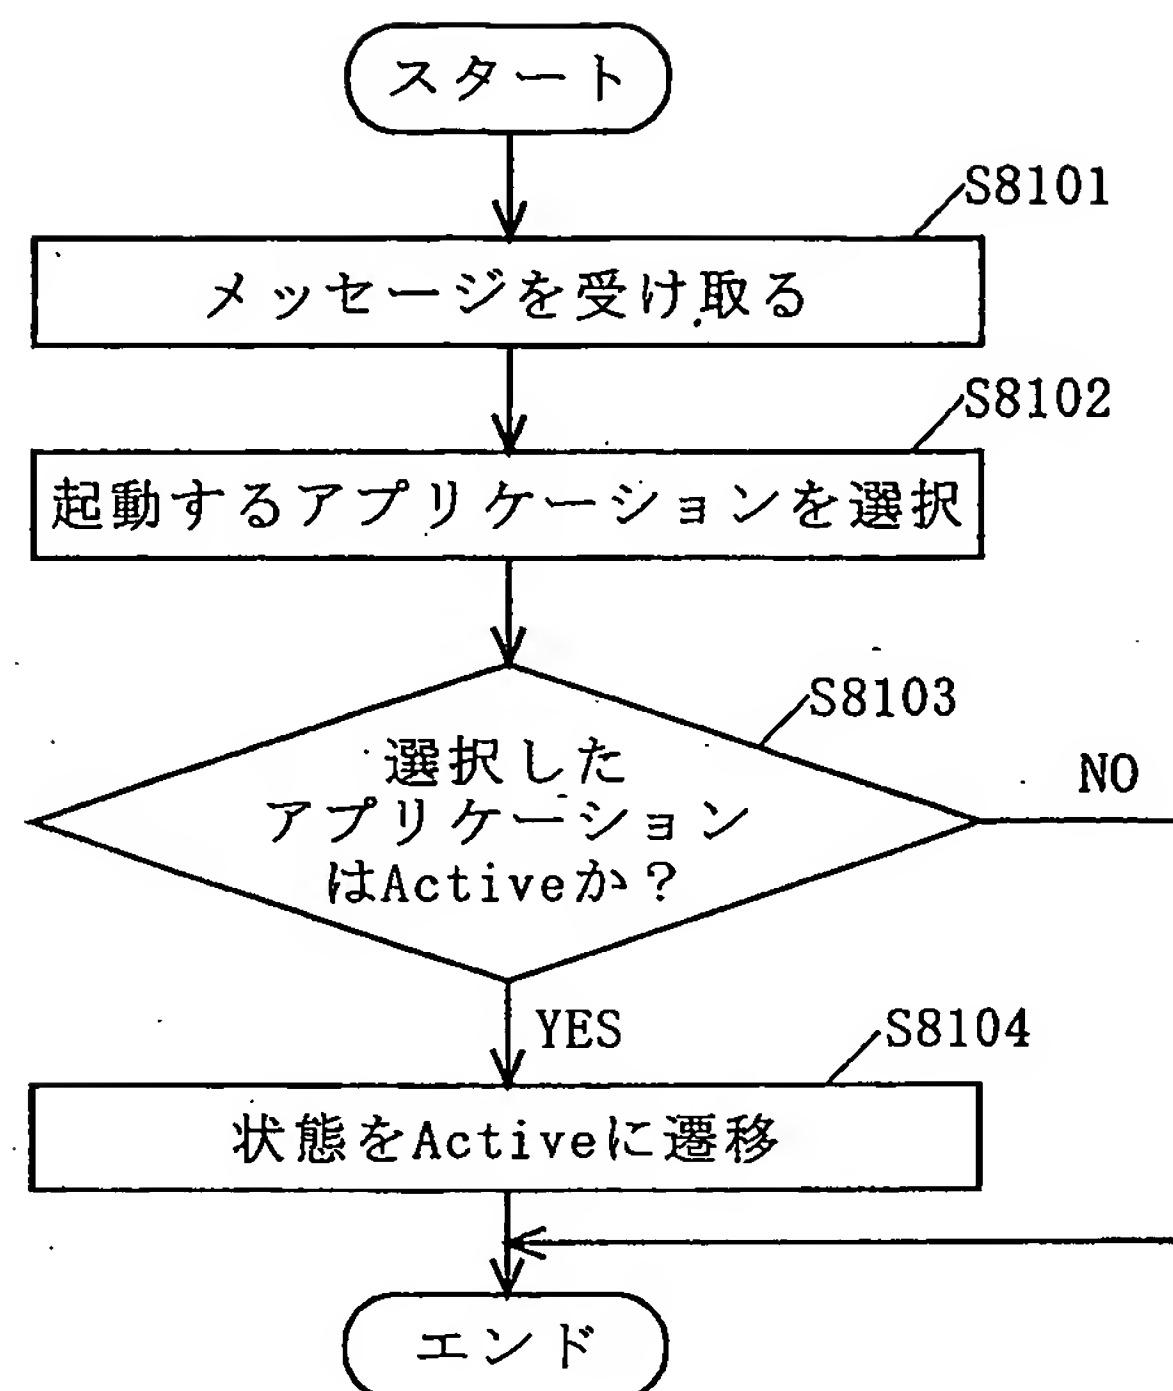 スタート
S8101
メッセージを受け取る
S8102
起動するアプリケーションを選択
S8103
選択した
アプリケーション
はActiveか？
NO
YES
S8104
状態をActiveに遷移
エンド